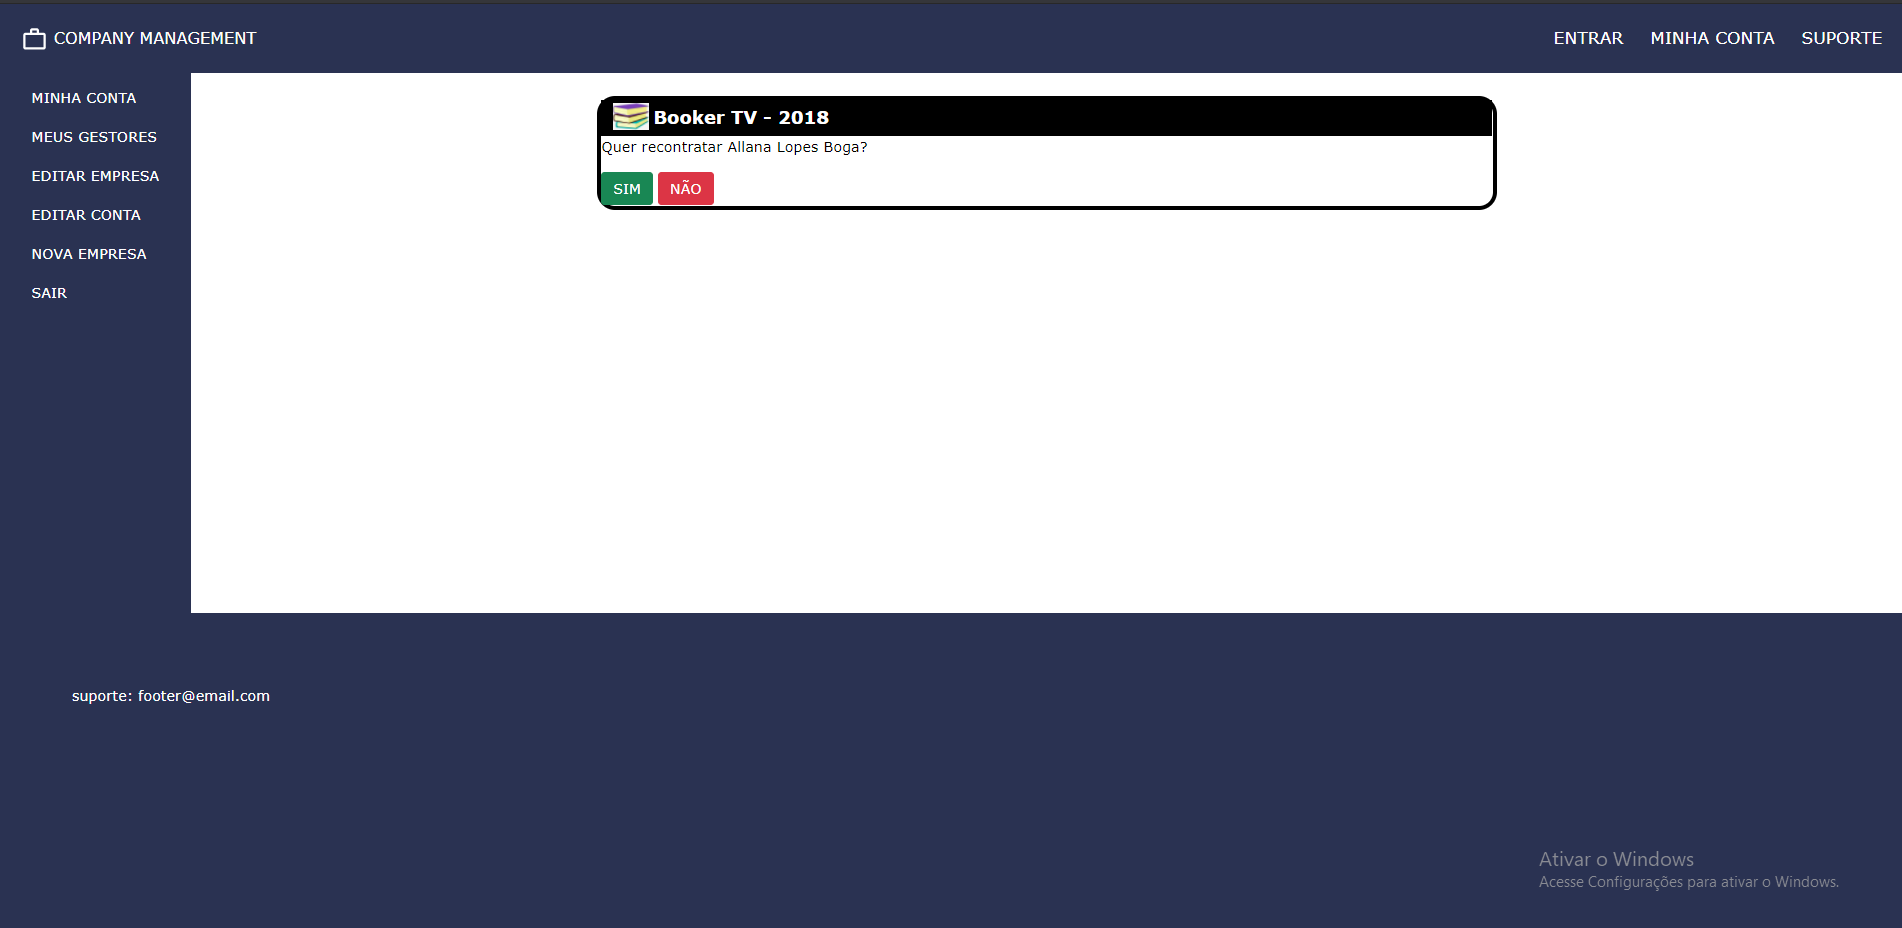 COMPANY MANAGEMENT
ENTRAR MINHA CONTA SUPORTE
MINHA CONTA
MEUS GESTORES
EDITAR EMPRESA
EDITAR CONTA
NOVA EMPRESA
SAIR
Booker TV - 2018
Quer recontratar Allana Lopes Boga?
SIM NÃO
suporte: footer@email.com
Ativar o Windows
Acesse Configurações para ativar o Windows.